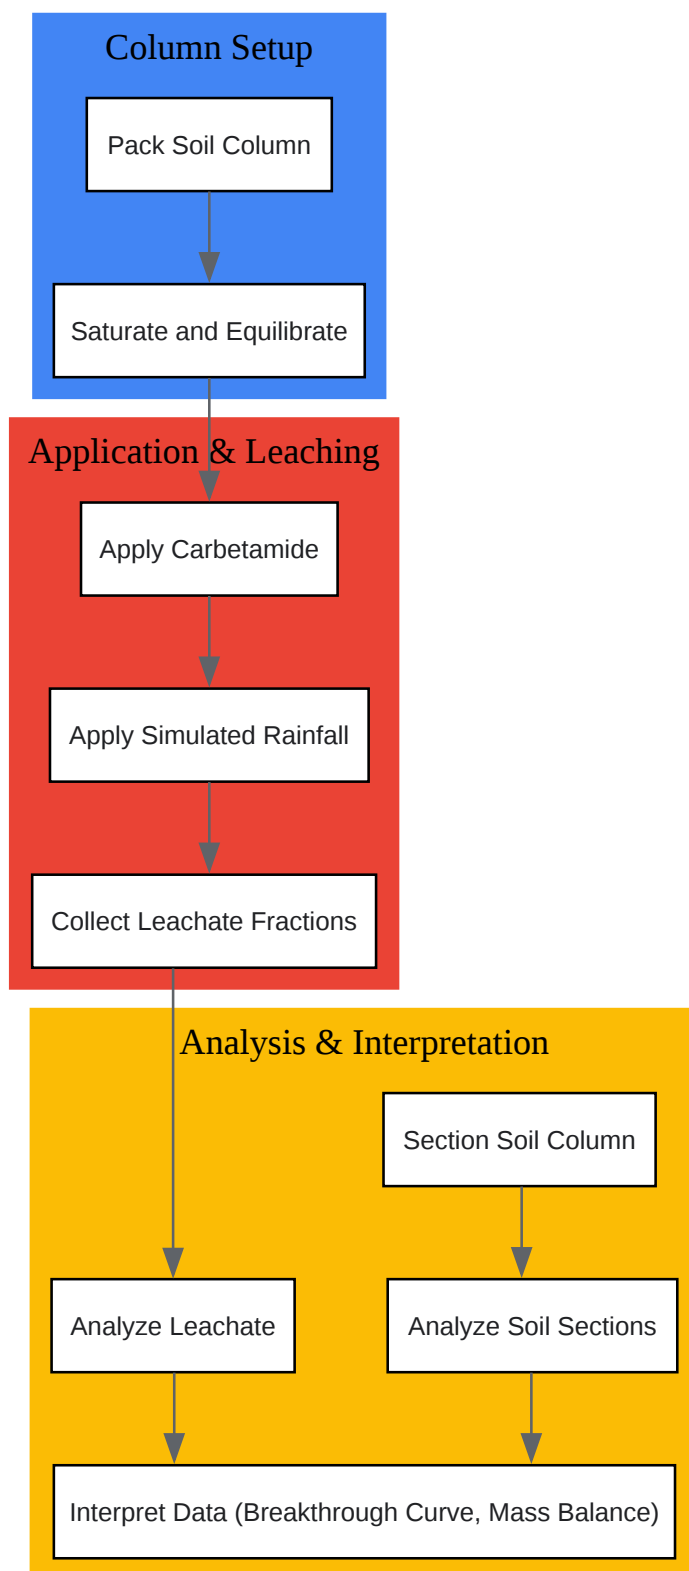 Column Setup
Pack Soil Column
Saturate and Equilibrate
Application & Leaching
Apply Carbetamide
Apply Simulated Rainfall
Collect Leachate Fractions
Analysis & Interpretation
Section Soil Column
Analyze Leachate
Analyze Soil Sections
Interpret Data (Breakthrough Curve, Mass Balance)